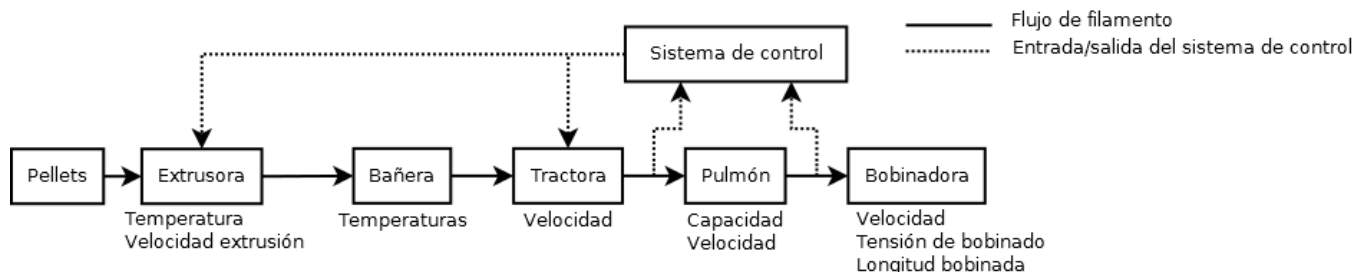 Flujo de filamento
Sistema de control
Entrada/salida del sistema de control
Pellets
Extrusora
Bañera
Tractora
Pulmón
Bobinadora
Temperatura
Velocidad extrusión
Temperaturas
Velocidad
Capacidad
Velocidad
Velocidad
Tensión de bobinado
Longitud bobinada